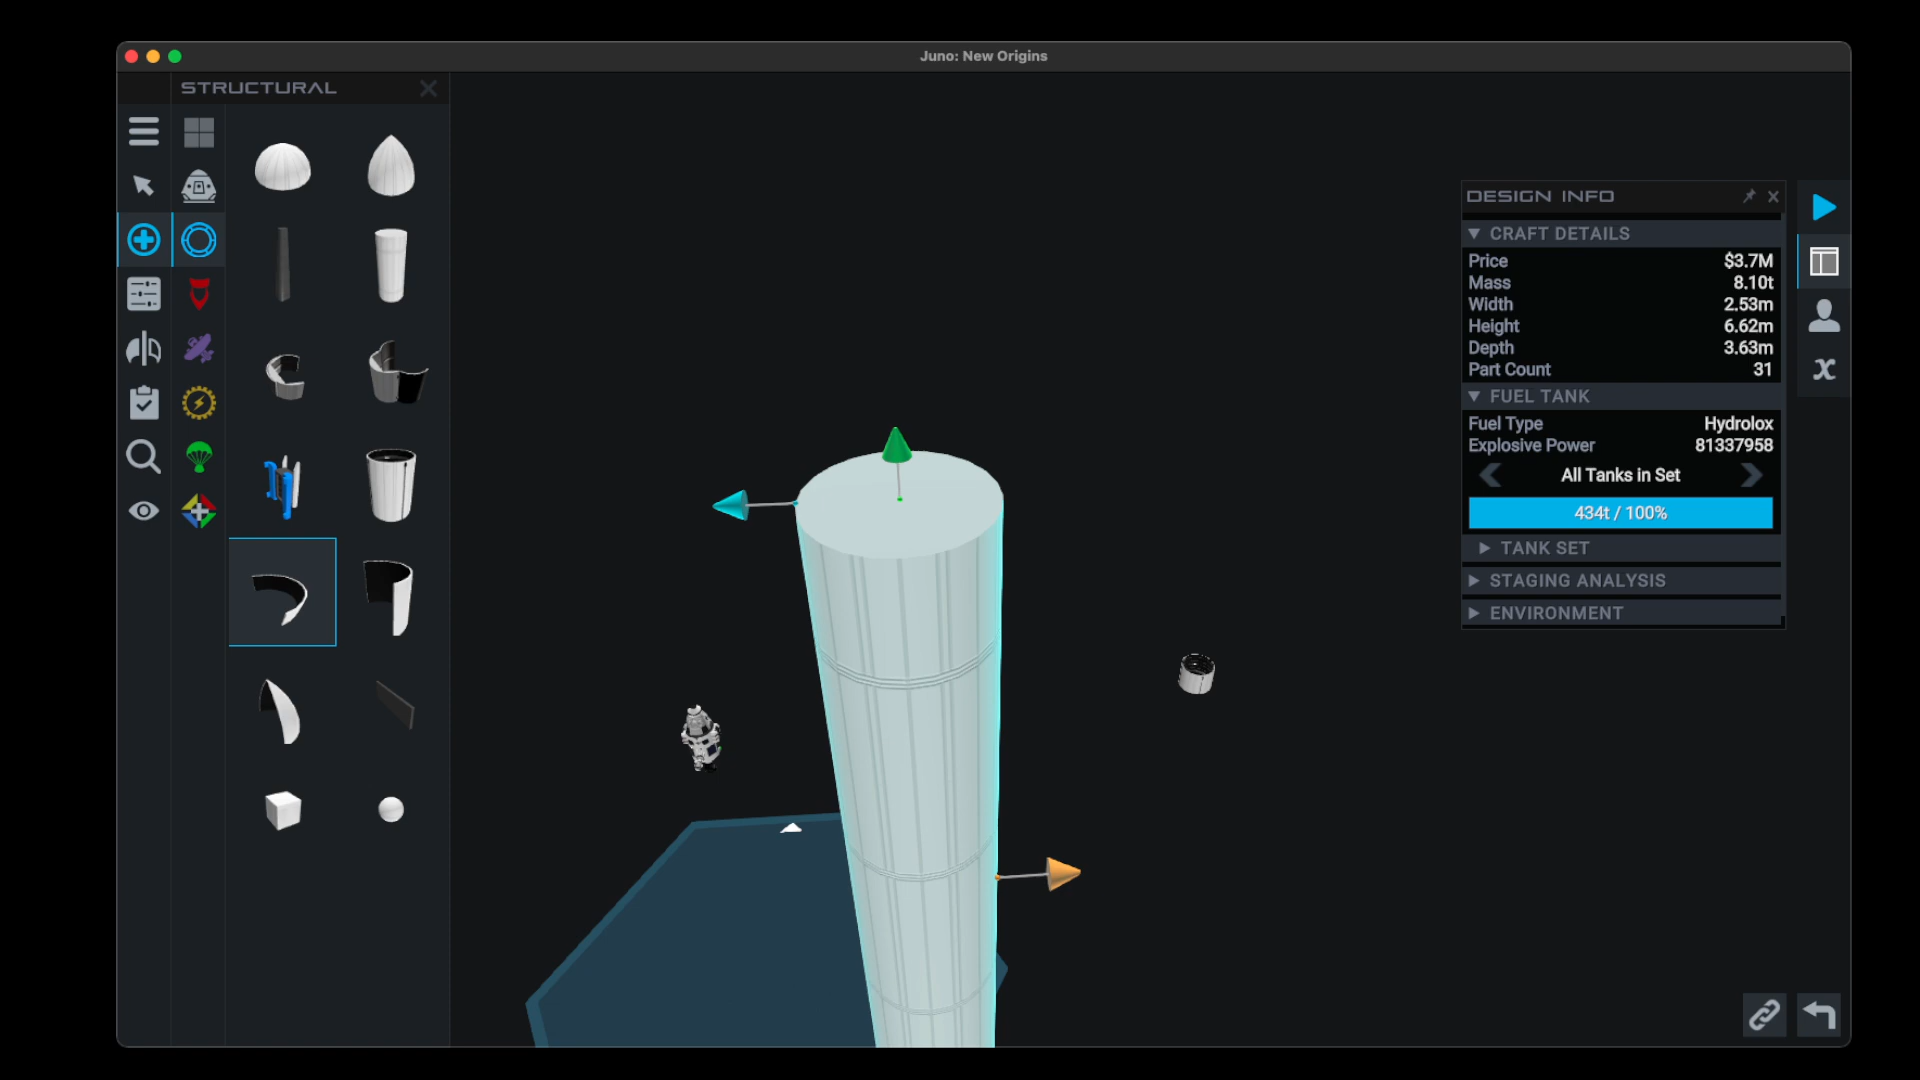 Juno: New Origins
STRUCTURAL
DESIGN INFO
CRAFT DETAILS
Price $3.7M
Mass 8.10t
Width 2.53m
Height 6.62m
Depth 3.63m
Part Count 31
FUEL TANK
Fuel Type Hydrolox
Explosive Power 81337958
All Tanks in Set
434t / 100%
TANK SET
STAGING ANALYSIS
ENVIRONMENT